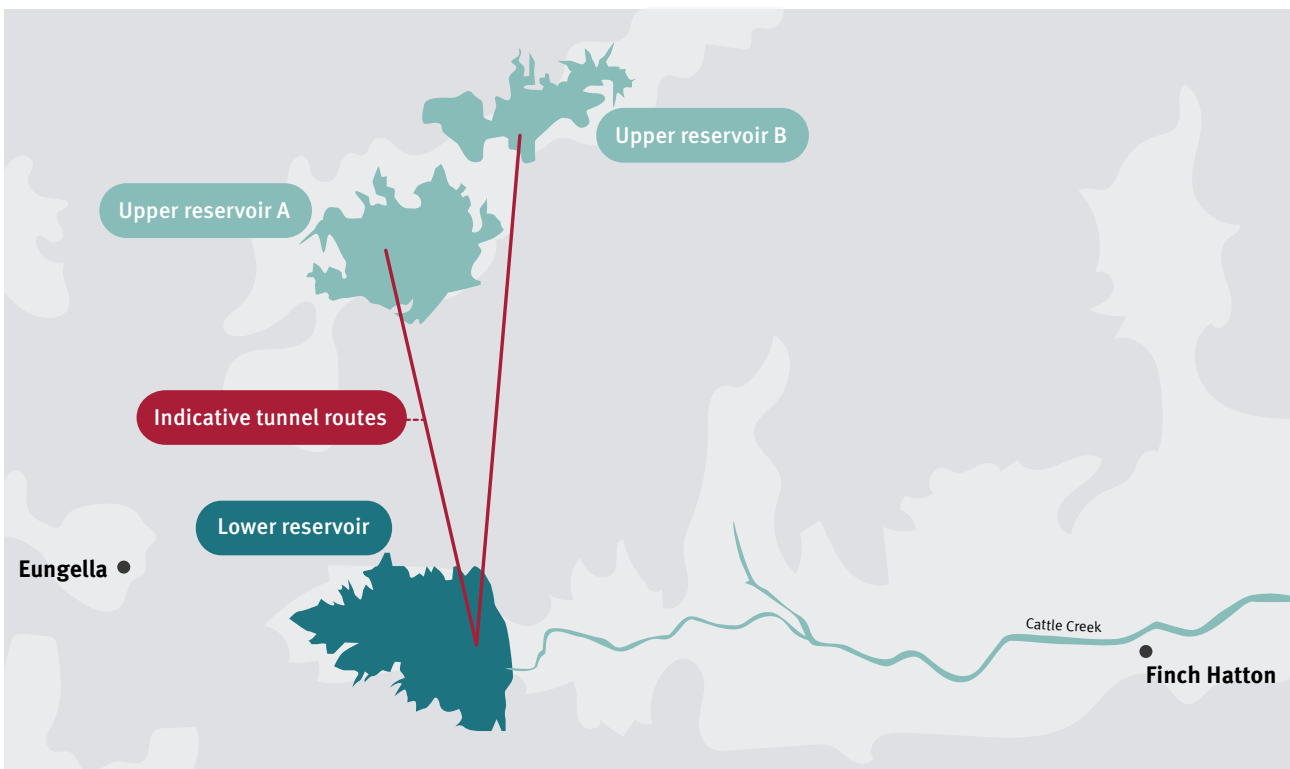 Upper reservoir B
Upper reservoir A
Indicative tunnel routes
Lower reservoir
Eungella
Cattle Creek
Finch Hatton